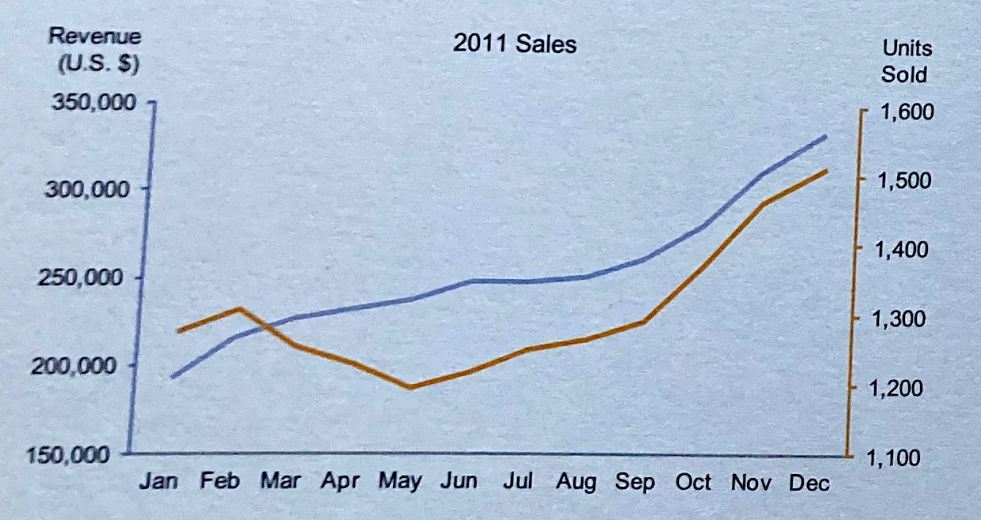 Revenue
(U.S. $)
2011 Sales
Units
Sold
350,000
300,000
250,000
200,000
150,000
1,600
1,500
1,400
1,300
1,200
1,100
Jan Feb Mar Apr May Jun Jul Aug Sep Oct Nov Dec